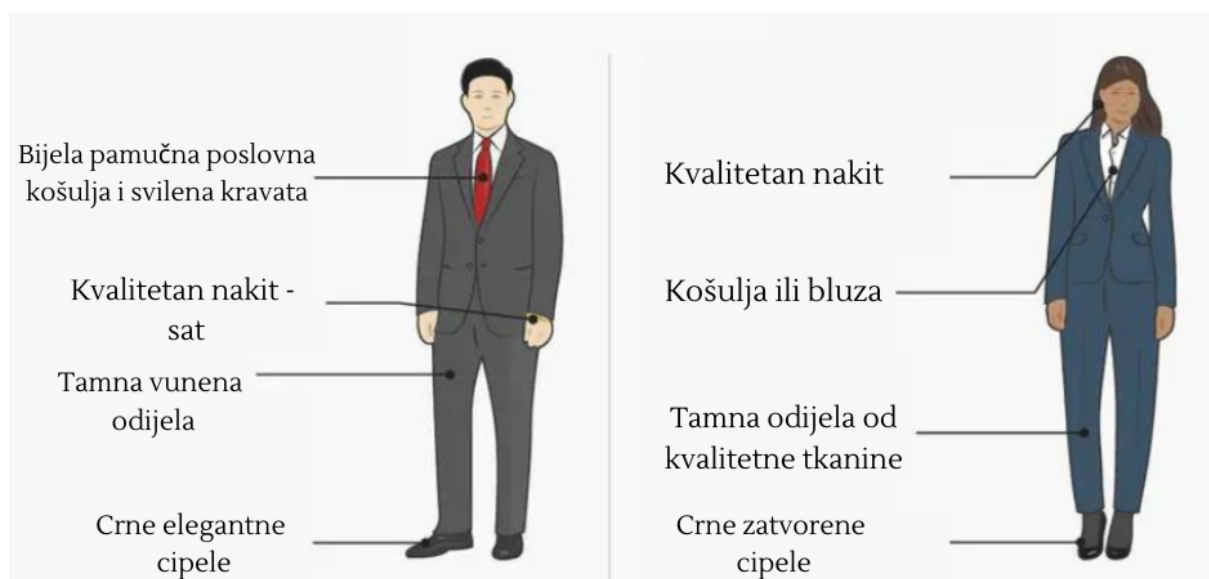 Bijela pamučna poslovna
košulja i svilena kravata
Kvalitetan nakit -
sat
Tamna vunena
odijela
Crne elegantne
cipele
Kvalitetan nakit
Košulja ili bluza
Tamna odijela od
kvalitetne tkanine
Crne zatvorene
cipele